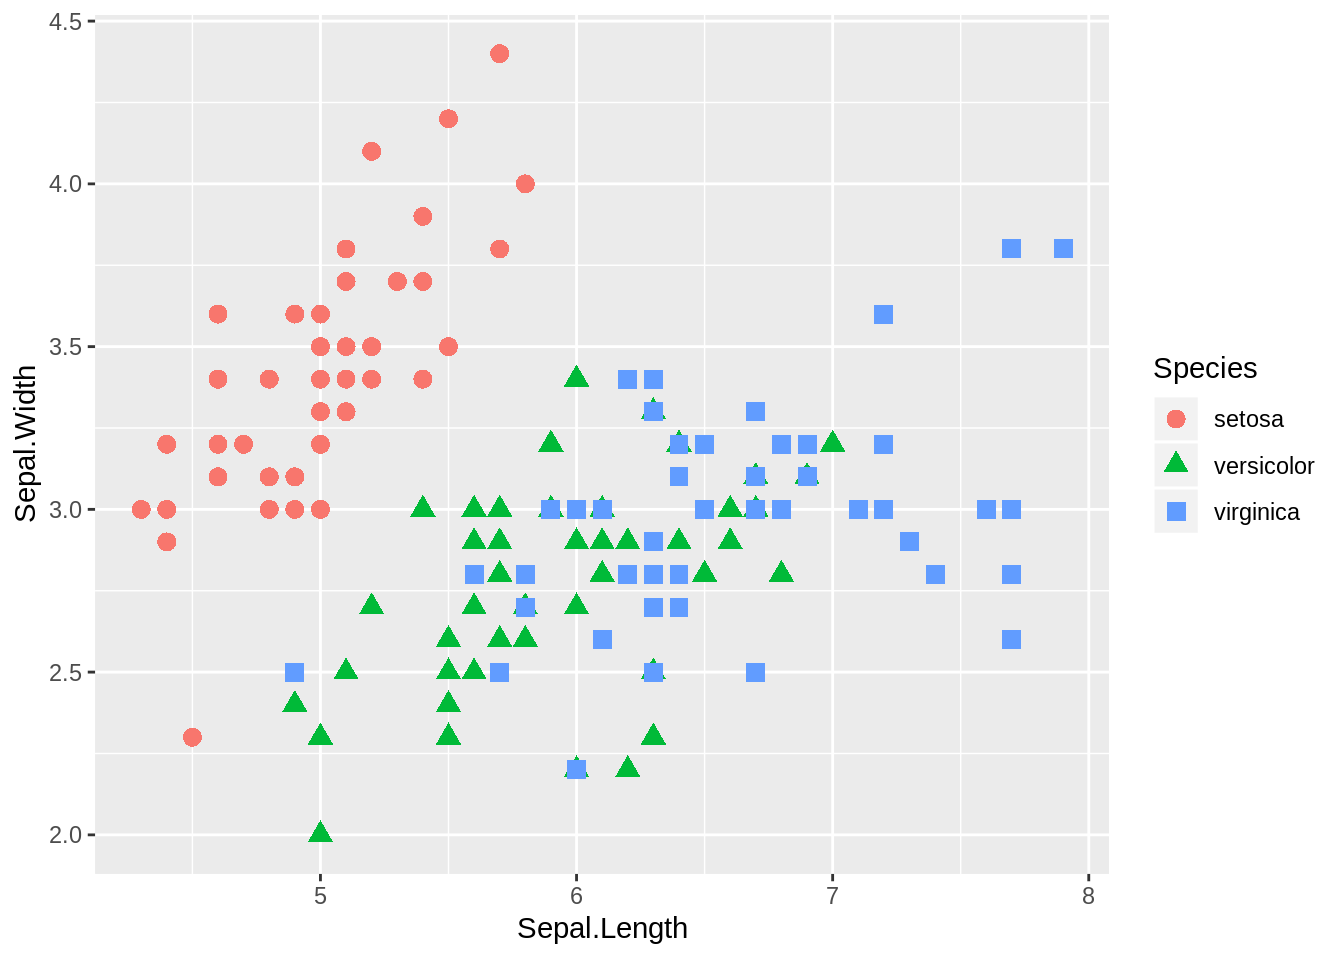 4.5
4.0
3.5
3.0
2.5
2.0
Sepal.Width
5 6 7 8
Sepal.Length
Species
setosa
versicolor
virginica